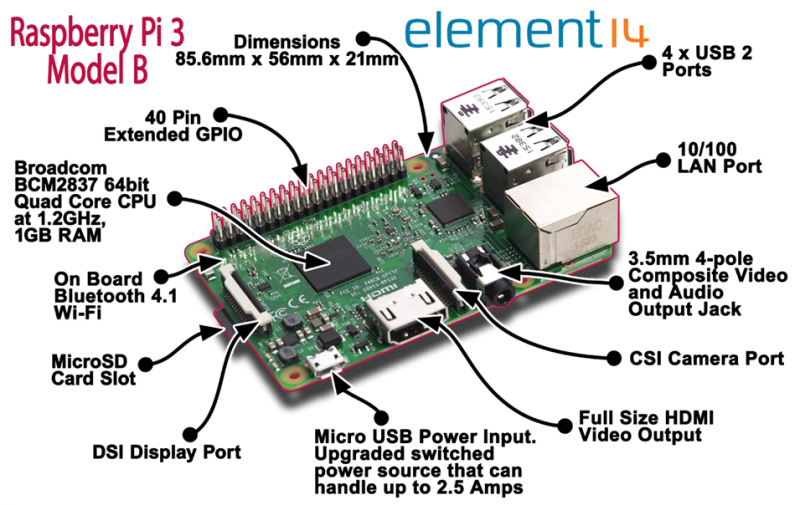 Raspberry Pi 3
Model B
Dimensions
85.6mm x 56mm x 21mm
element14
4 x USB 2
Ports
40 Pin
Extended GPIO
10/100
LAN Port
Broadcom
BCM2837 64bit
Quad Core CPU
at 1.2GHz,
1GB RAM
On Board
Bluetooth 4.1
Wi-Fi
3.5mm 4-pole
Composite Video
and Audio
Output Jack
MicroSD
Card Slot
CSI Camera Port
DSI Display Port
Micro USB Power Input.
Upgraded switched
power source that can
handle up to 2.5 Amps
Full Size HDMI
Video Output
HDMI